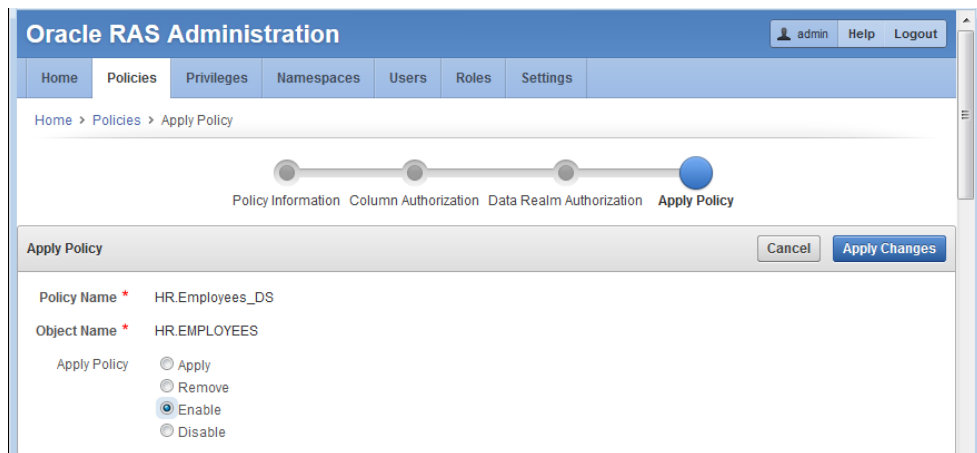 Oracle RAS Administration
admin Help Logout
Home Policies Privileges Namespaces Users Roles Settings
Home > Policies > Apply Policy
Policy Information Column Authorization Data Realm Authorization Apply Policy
Apply Policy Cancel Apply Changes
Policy Name * HR.Employees_DS
Object Name * HR.EMPLOYEES
Apply Policy Apply
Remove
Enable
Disable